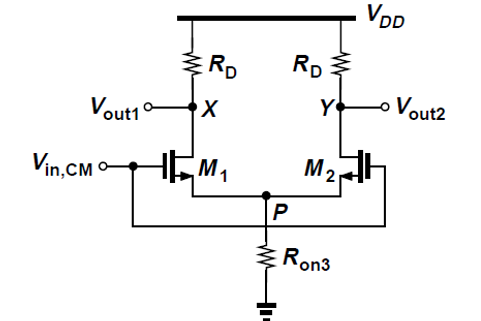 VDD
RD RD
Vout1 X Y Vout2
Vin,CM M1 M2
P
Ron3